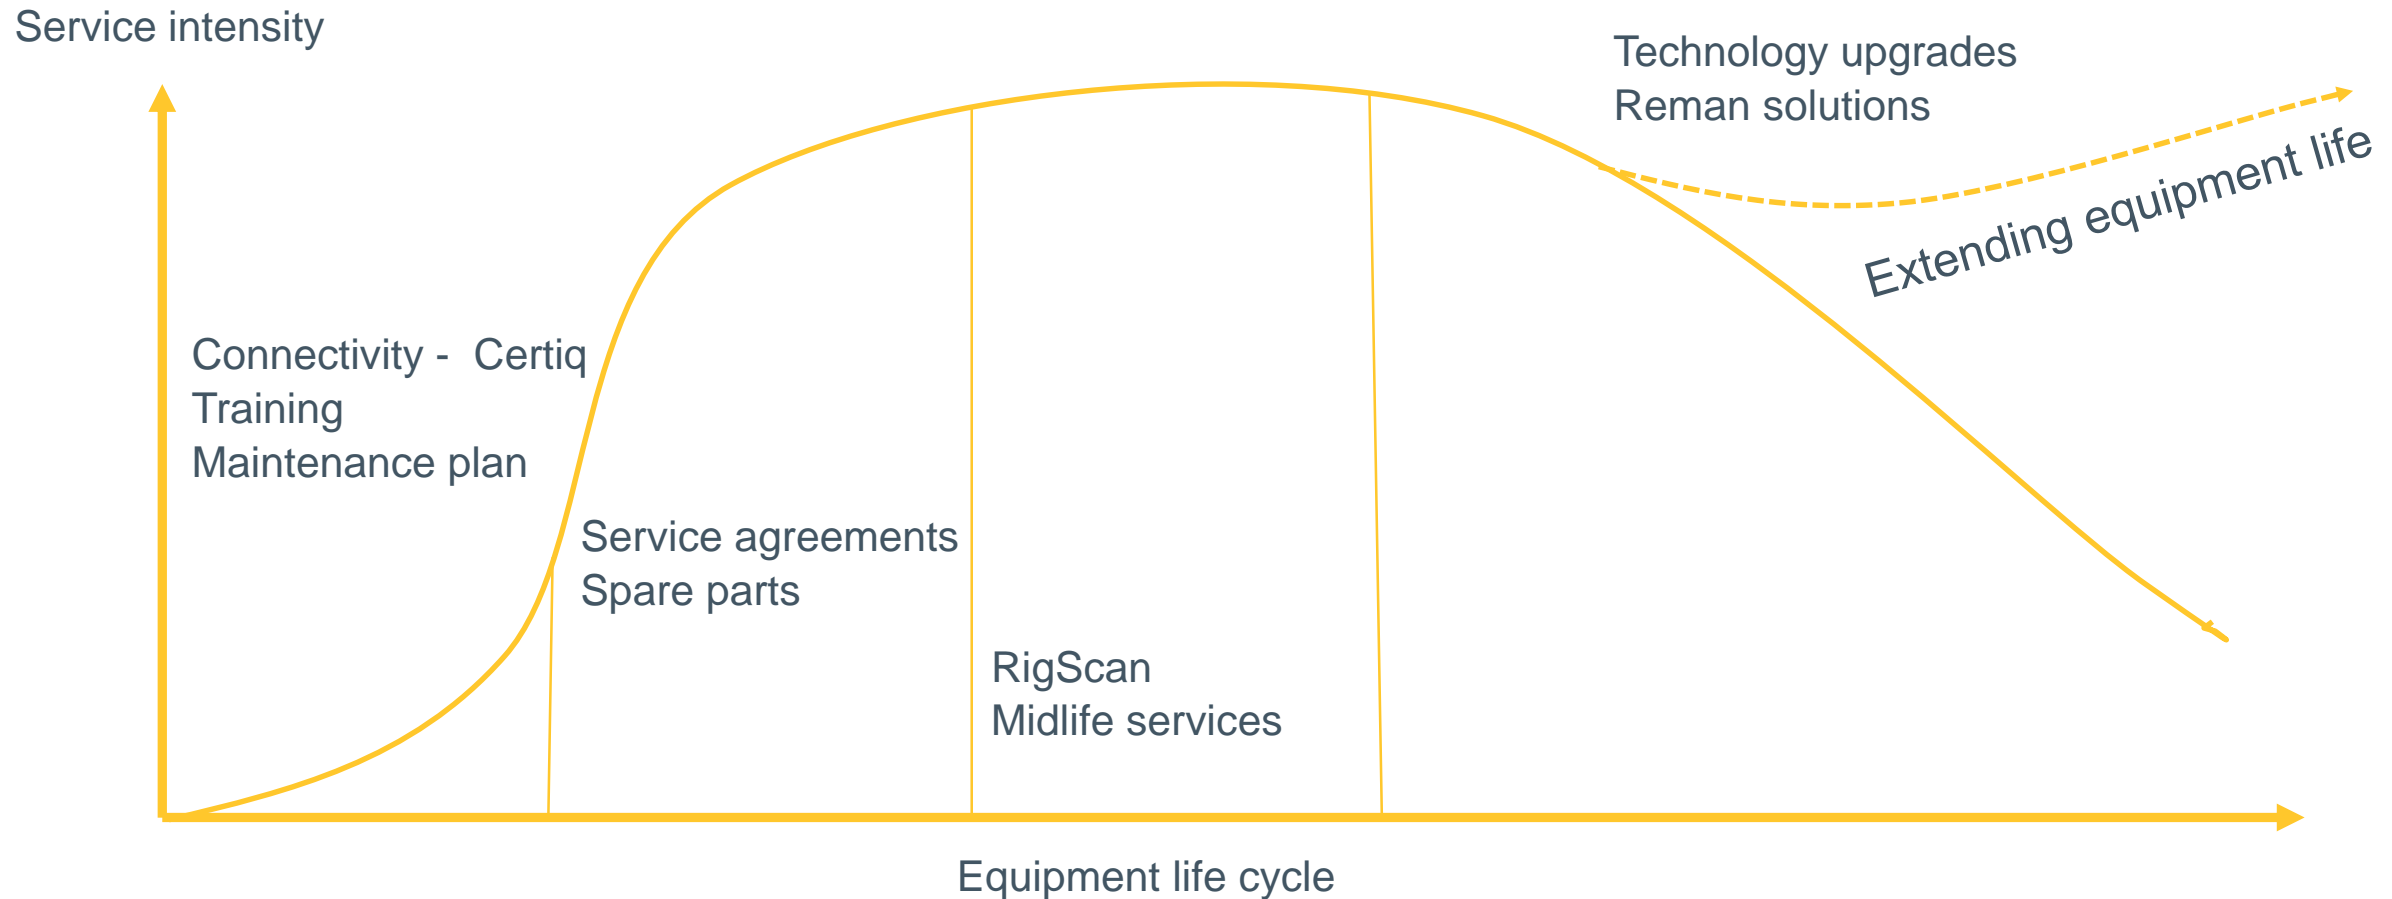 Service intensity
Technology upgrades
Reman solutions
Extending equipment life
Connectivity -  Certiq
Training
Maintenance plan
Service agreements
Spare parts
RigScan
Midlife services
Equipment life cycle